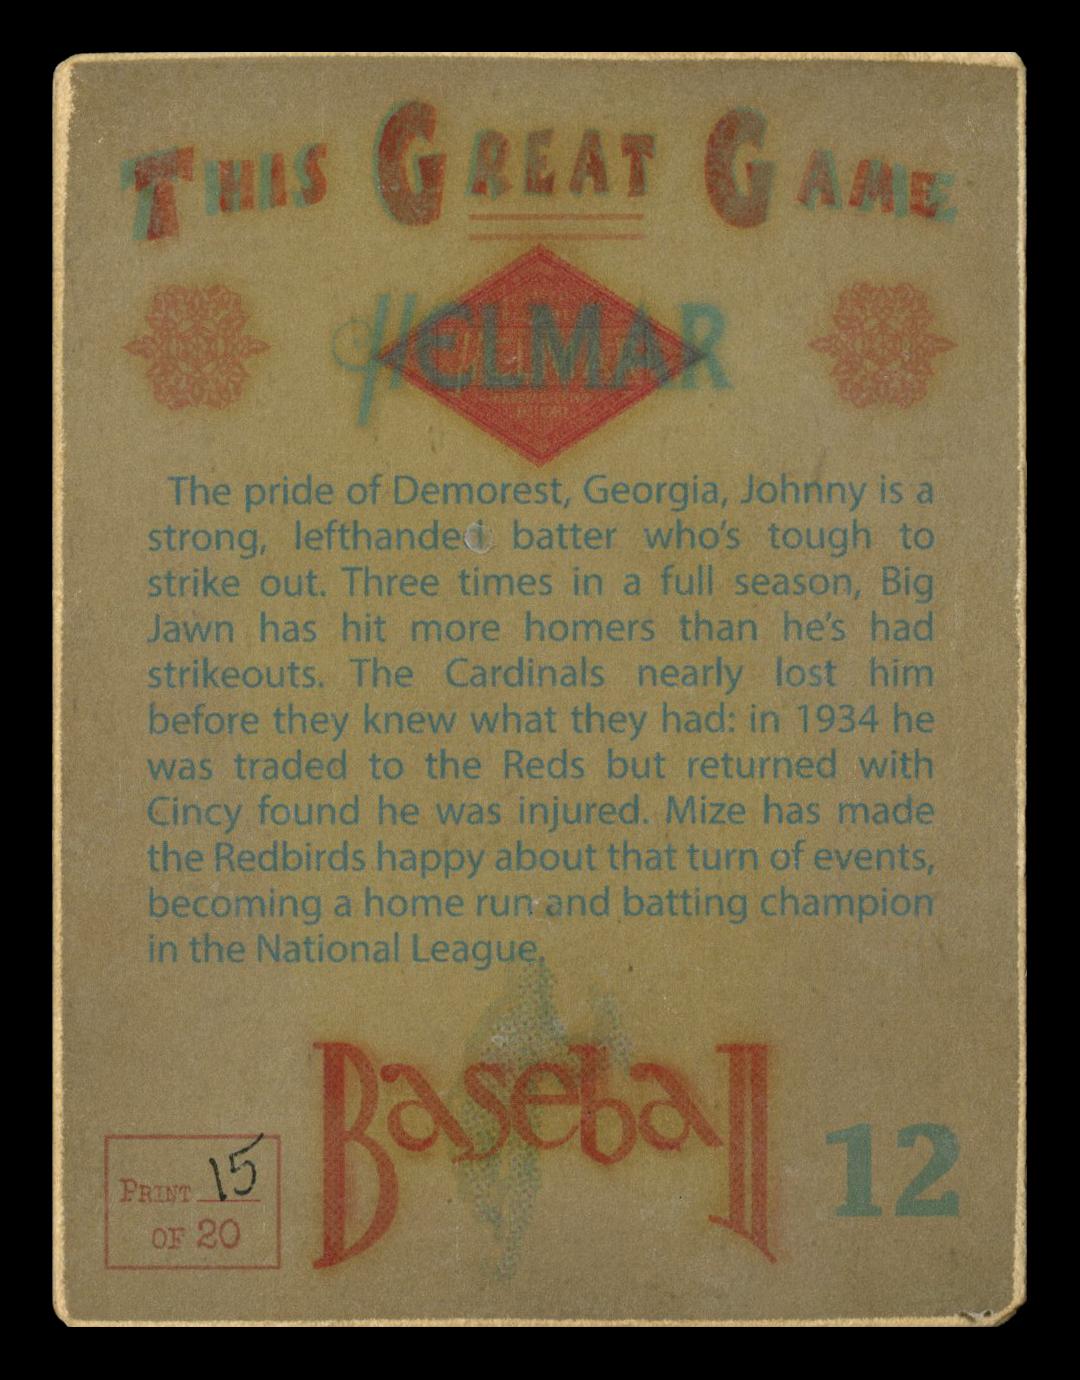 THIS GREAT GAME
HELMAR
The pride of Demorest, Georgia, Johnny is a
strong, lefthanded batter who's tough to
strike out. Three times in a full season, Big
Jawn has hit more homers than he's had
strikeouts. The Cardinals nearly lost him
before they knew what they had: in 1934 he
was traded to the Reds but returned with
Cincy found he was injured. Mize has made
the Redbirds happy about that turn of events,
becoming a home run and batting champion
in the National League.
Baseball
PRINT 15
OF 20
12